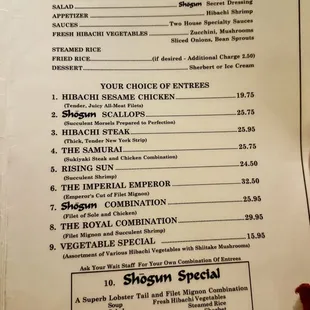 SALAD Shōgun Secret Dressing
APPETIZER Hibachi Shrimp
SAUCES Two House Specialty Sauces
FRESH HIBACHI VEGETABLES Zucchini, Mushrooms
Sliced Onions, Bean Sprouts
STEAMED RICE
FRIED RICE (if desired - Additional Charge 2.50)
DESSERT Sherbert or Ice Cream
YOUR CHOICE OF ENTREES
1. HIBACHI SESAME CHICKEN 19.75
(Tender, Juicy All-Meat Filets)
2. Shōgun SCALLOPS 25.75
(Succulent Morsels Prepared to Perfection)
3. HIBACHI STEAK 25.95
(Thick, Tender New York Strip)
4. THE SAMURAI 25.75
(Sukiyaki Steak and Chicken Combination)
5. RISING SUN 24.50
(Succulent Shrimp)
6. THE IMPERIAL EMPEROR 32.50
(Emperor's Cut of Filet Mignon)
7. Shōgun COMBINATION 25.95
(Filet of Sole and Chicken)
8. THE ROYAL COMBINATION 29.95
(Filet Mignon and Succulent Shrimp)
9. VEGETABLE SPECIAL 15.95
(Assortment of Various Hibachi Vegetables with Shiitake Mushrooms)
Ask Your Wait Staff For Your Own Combination Of Entrees
10. Shōgun Special
A Superb Lobster Tail and Filet Mignon Combination
Soup Fresh Hibachi Vegetables Steamed Rice